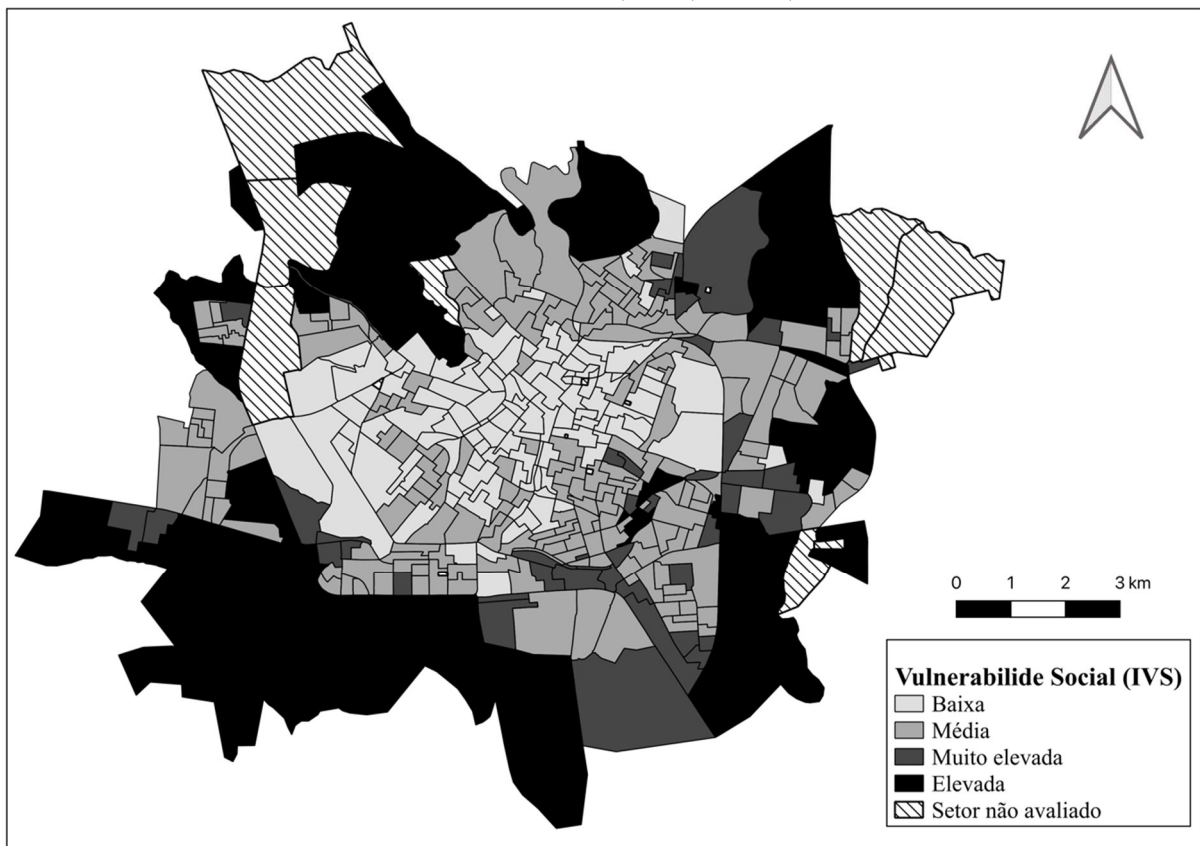 0 1 2 3 km
Vulnerabilide Social (IVS)
Baixa
Média
Muito elevada
Elevada
Setor não avaliado